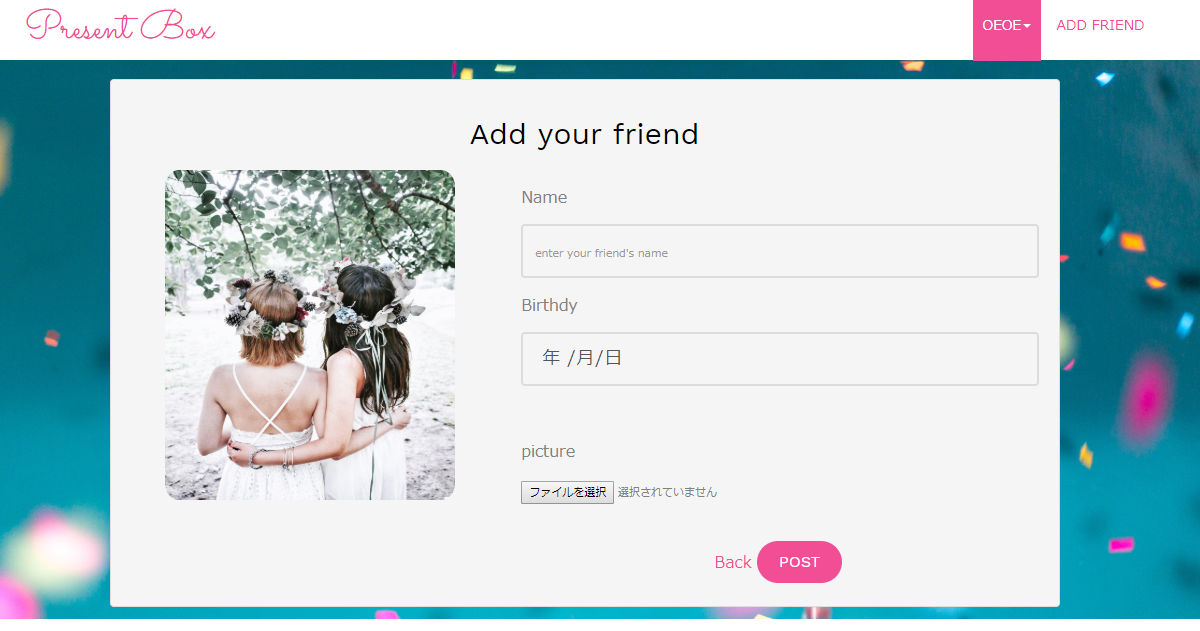 Present Box
OEOE
ADD FRIEND
Add your friend
Name
enter your friend's name
Birthdy
年 /月/日
picture
ファイルを選択 選択されていません
Back POST